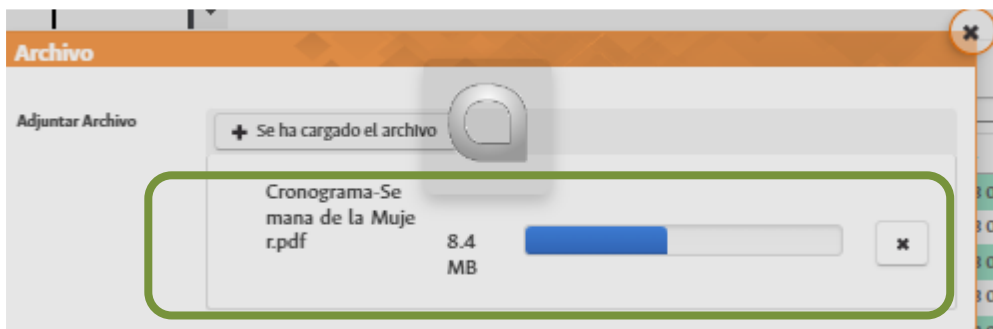 Archivo
Adjuntar Archivo
Se ha cargado el archivo
Cronograma-Se
mana de la Muje
r.pdf
8.4
MB